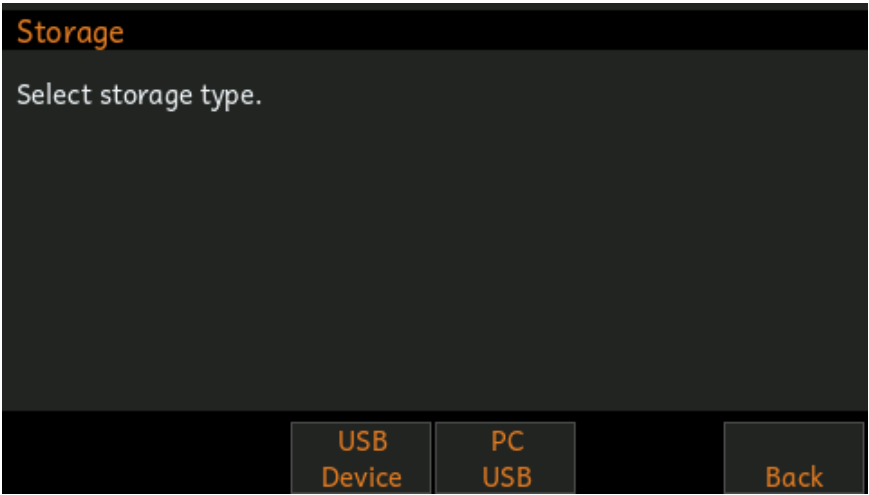 Storage
Select storage type.
USB
Device
PC
USB
Back